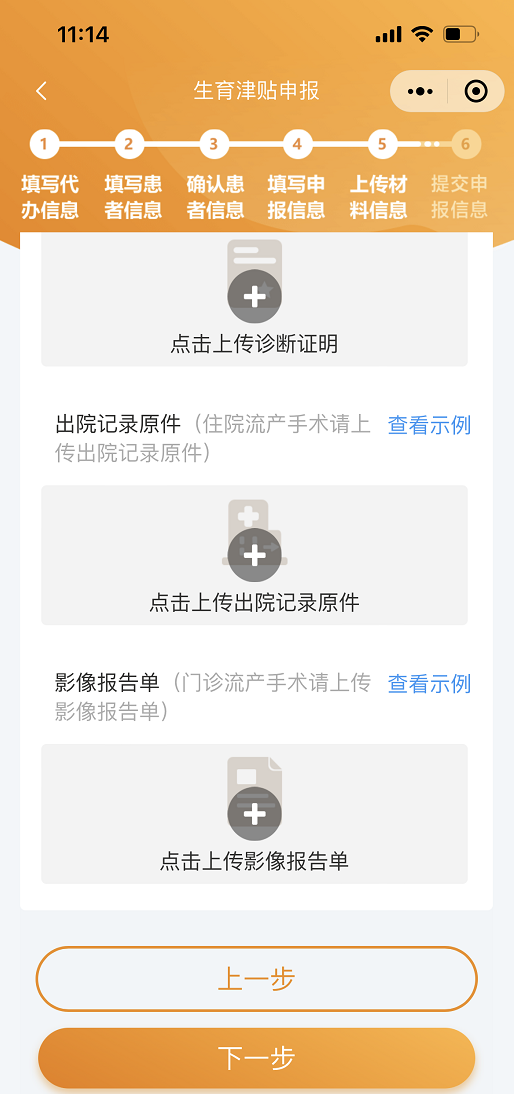 11:14
生育津贴申报
1 2 3 4 5 6
填写代 填写患 确认患 填写申 上传材 提交申
办信息 者信息 者信息 报信息 料信息 报信息
点击上传诊断证明
出院记录原件（住院流产手术请上 查看示例
传出院记录原件）
点击上传出院记录原件
影像报告单（门诊流产手术请上传 查看示例
影像报告单）
点击上传影像报告单
上一步
下一步